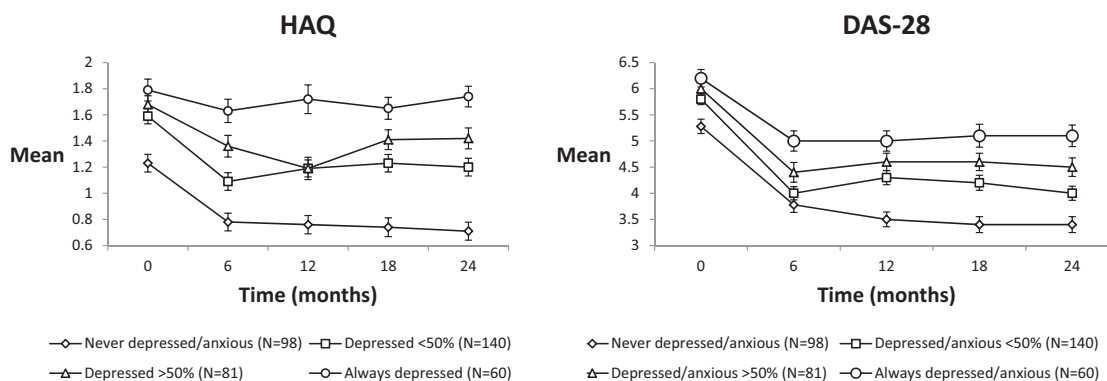 HAQ
2
1.8
1.6
1.4
1.2
1
0.8
0.6
Mean
0 6 12 18 24
Time (months)
Never depressed/anxious (N=98) Depressed <50% (N=140)
Depressed >50% (N=81) Always depressed (N=60)
DAS-28
6.5
6
5.5
5
4.5
4
3.5
3
Mean
0 6 12 18 24
Time (months)
Never depressed/anxious (N=98) Depressed/anxious <50% (N=140)
Depressed/anxious >50% (N=81) Always depressed/anxious (N=60)